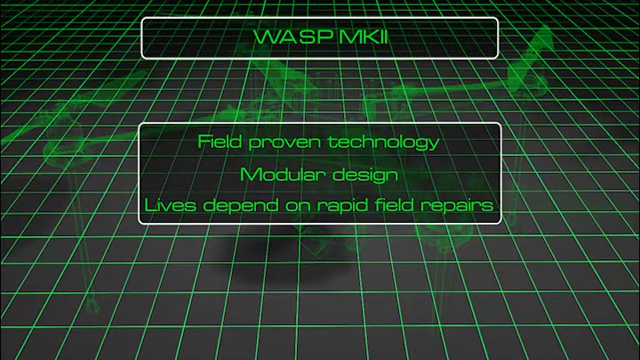 WASP MKII
Field proven technology
Modular design
Lives depend on rapid field repairs